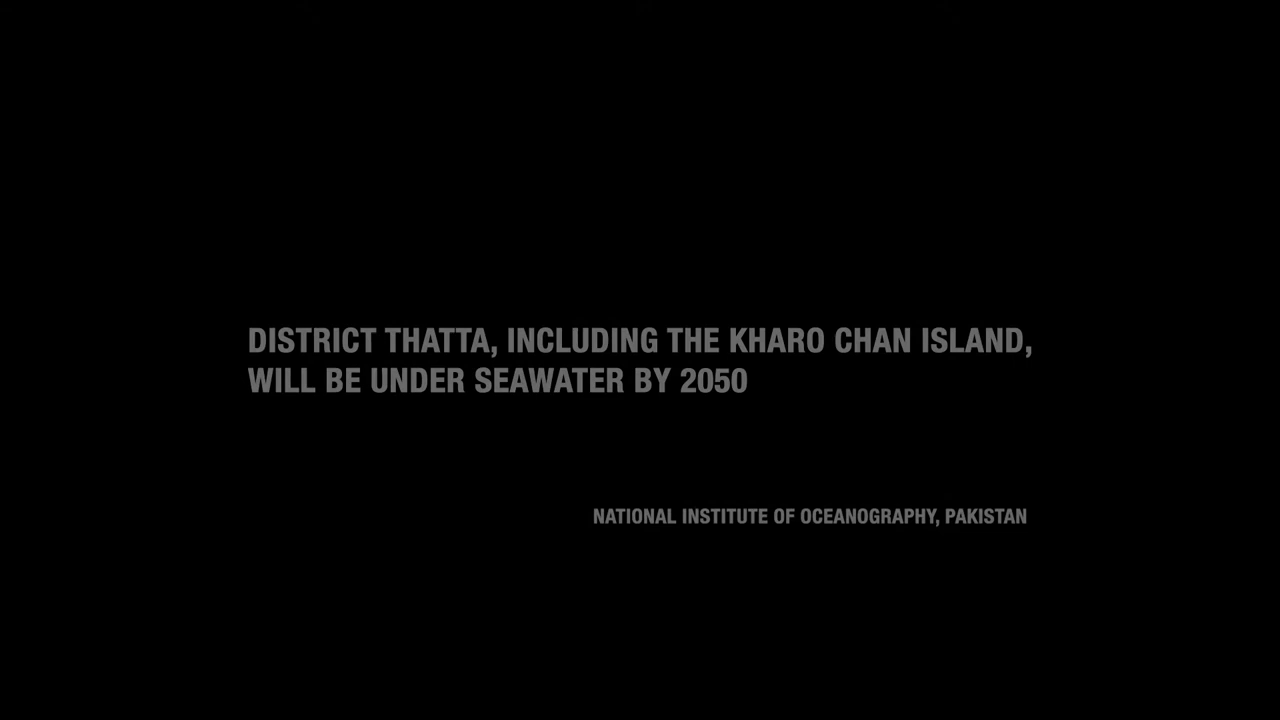 DISTRICT THATTA, INCLUDING THE KHARO CHAN ISLAND,
WILL BE UNDER SEAWATER BY 2050
NATIONAL INSTITUTE OF OCEANOGRAPHY, PAKISTAN